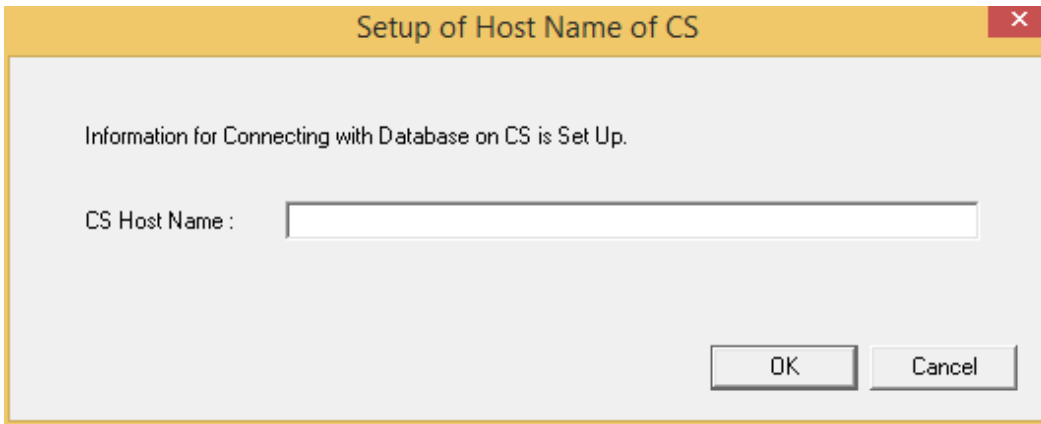 Setup of Host Name of CS
Information for Connecting with Database on CS is Set Up.
CS Host Name :
OK Cancel